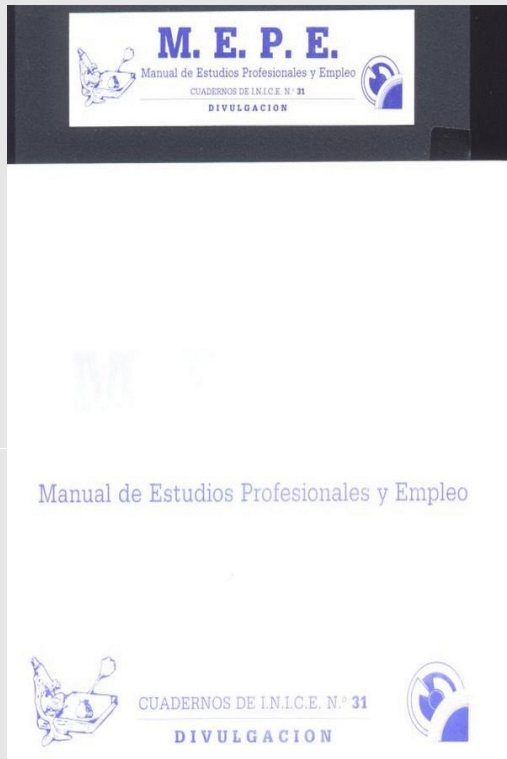 M. E. P. E.
Manual de Estudios Profesionales y Empleo
CUADERNOS DE I.N.I.C.E. N.º 31
DIVULGACION
Manual de Estudios Profesionales y Empleo
CUADERNOS DE I.N.I.C.E. N.º 31
DIVULGACION